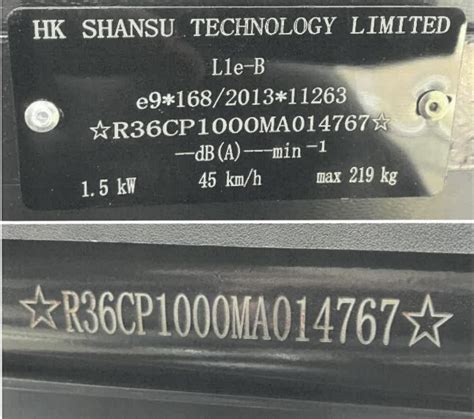 HK SHANSU TECHNOLOGY LIMITED
L1e-B
e9*168/2013*11263
☆R36CP1000MA014767☆
--dB(A)---min⁻¹
1.5 kW 45 km/h max 219 kg
☆R36CP1000MA014767☆